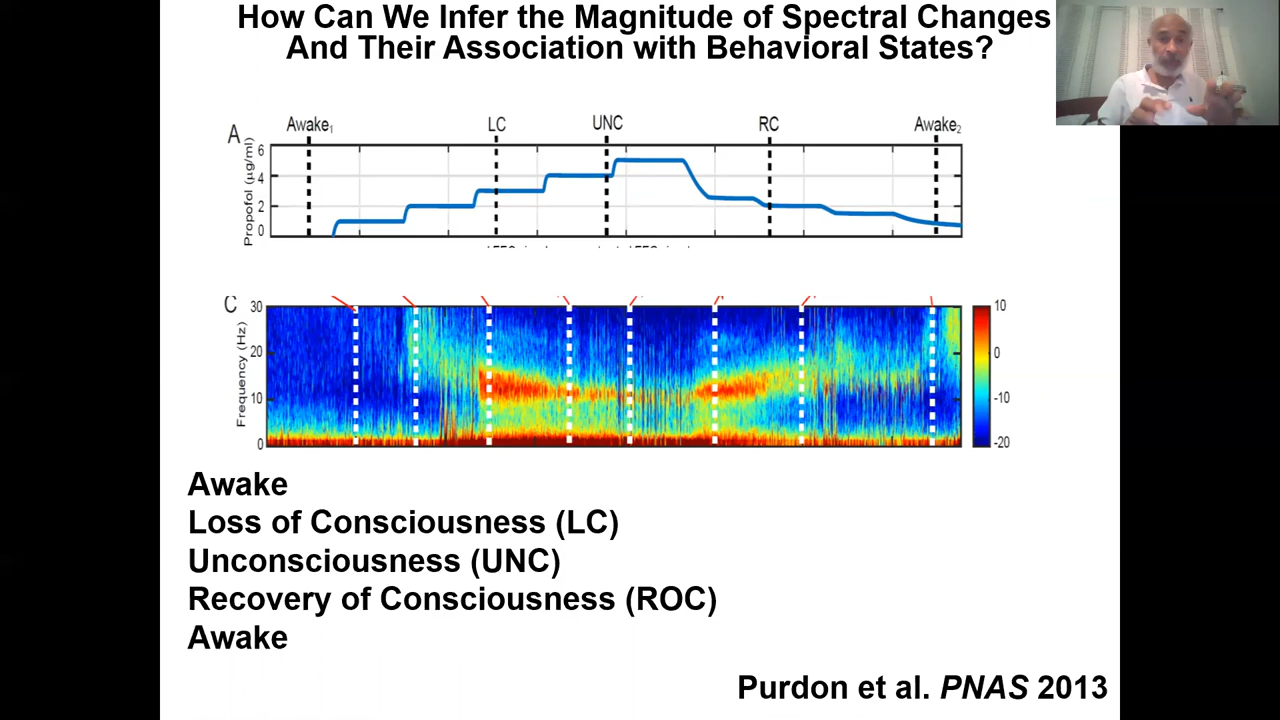 How Can We Infer the Magnitude of Spectral Changes
And Their Association with Behavioral States?
A
Awake₁ LC UNC RC Awake₂
Propofol (µg/ml)
6
4
2
0
C
Frequency (Hz)
30
20
10
0
10
0
-10
-20
Awake
Loss of Consciousness (LC)
Unconsciousness (UNC)
Recovery of Consciousness (ROC)
Awake
Purdon et al. PNAS 2013